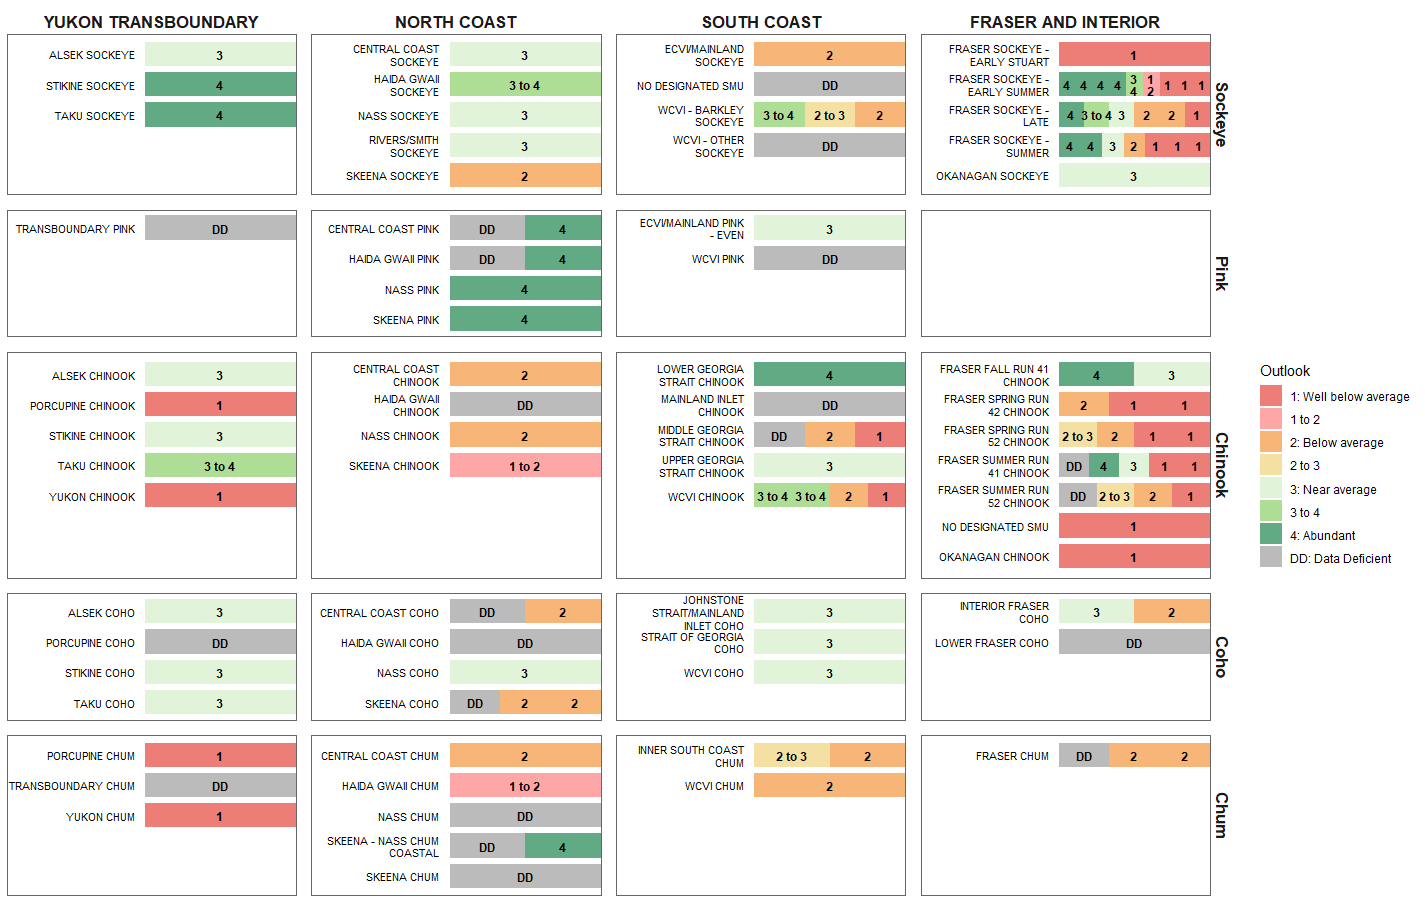 YUKON TRANSBOUNDARY
NORTH COAST
SOUTH COAST
FRASER AND INTERIOR
ALSEK SOCKEYE
3
STIKINE SOCKEYE
4
TAKU SOCKEYE
4
CENTRAL COAST
SOCKEYE
3
HAIDA GWAII
SOCKEYE
3 to 4
NASS SOCKEYE
3
RIVERS/SMITH
SOCKEYE
3
SKEENA SOCKEYE
2
ECVI/MAINLAND
SOCKEYE
2
NO DESIGNATED SMU
DD
WCVI - BARKLEY
SOCKEYE
3 to 4 2 to 3 2
WCVI - OTHER
SOCKEYE
DD
FRASER SOCKEYE -
EARLY STUART
1
FRASER SOCKEYE -
EARLY SUMMER
3 1
4 4 4 4 1 1 1
4 2
FRASER SOCKEYE -
LATE
4 3 to 4 3 2 2 1
FRASER SOCKEYE -
SUMMER
4 4 3 2 1 1 1
OKANAGAN SOCKEYE
3
Sockeye
TRANSBOUNDARY PINK
DD
CENTRAL COAST PINK
DD 4
HAIDA GWAII PINK
DD 4
NASS PINK
4
SKEENA PINK
4
ECVI/MAINLAND PINK
- EVEN
3
WCVI PINK
DD
Pink
ALSEK CHINOOK
3
PORCUPINE CHINOOK
1
STIKINE CHINOOK
3
TAKU CHINOOK
3 to 4
YUKON CHINOOK
1
CENTRAL COAST
CHINOOK
2
HAIDA GWAII
CHINOOK
DD
NASS CHINOOK
2
SKEENA CHINOOK
1 to 2
LOWER GEORGIA
STRAIT CHINOOK
4
MAINLAND INLET
CHINOOK
DD
MIDDLE GEORGIA
STRAIT CHINOOK
DD 2 1
UPPER GEORGIA
STRAIT CHINOOK
3
WCVI CHINOOK
3 to 4 3 to 4 2 1
FRASER FALL RUN 41
CHINOOK
4 3
FRASER SPRING RUN
42 CHINOOK
2 1 1
FRASER SPRING RUN
52 CHINOOK
2 to 3 2 1 1
FRASER SUMMER RUN
41 CHINOOK
DD 4 3 1 1
FRASER SUMMER RUN
52 CHINOOK
DD 2 to 3 2 1
NO DESIGNATED SMU
1
OKANAGAN CHINOOK
1
Chinook
ALSEK COHO
3
PORCUPINE COHO
DD
STIKINE COHO
3
TAKU COHO
3
CENTRAL COAST COHO
DD 2
HAIDA GWAII COHO
DD
NASS COHO
3
SKEENA COHO
DD 2 2
JOHNSTONE
STRAIT/MAINLAND
INLET COHO
3
STRAIT OF GEORGIA
COHO
3
WCVI COHO
3
INTERIOR FRASER
COHO
3 2
LOWER FRASER COHO
DD
Coho
PORCUPINE CHUM
1
TRANSBOUNDARY CHUM
DD
YUKON CHUM
1
CENTRAL COAST CHUM
2
HAIDA GWAII CHUM
1 to 2
NASS CHUM
DD
SKEENA - NASS CHUM
COASTAL
DD 4
SKEENA CHUM
DD
INNER SOUTH COAST
CHUM
2 to 3 2
WCVI CHUM
2
FRASER CHUM
DD 2 2
Chum
Outlook
1: Well below average
1 to 2
2: Below average
2 to 3
3: Near average
3 to 4
4: Abundant
DD: Data Deficient